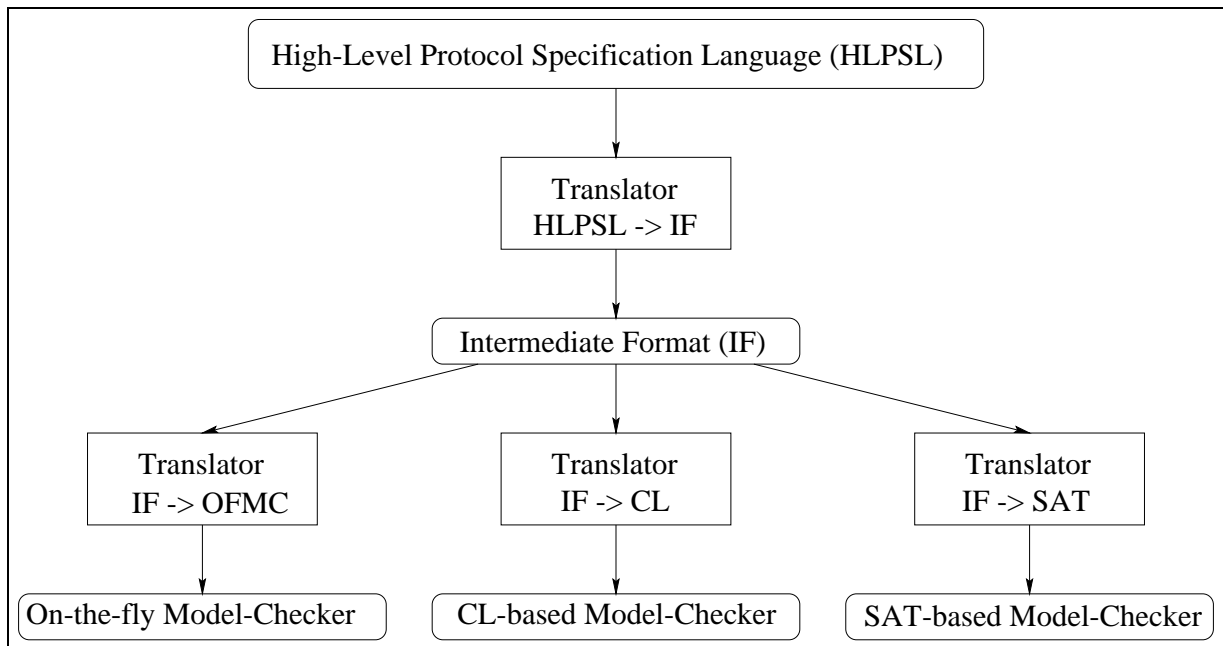 High-Level Protocol Specification Language (HLPSL)
Translator
HLPSL -> IF
Intermediate Format (IF)
Translator
IF -> OFMC
Translator
IF -> CL
Translator
IF -> SAT
On-the-fly Model-Checker
CL-based Model-Checker
SAT-based Model-Checker